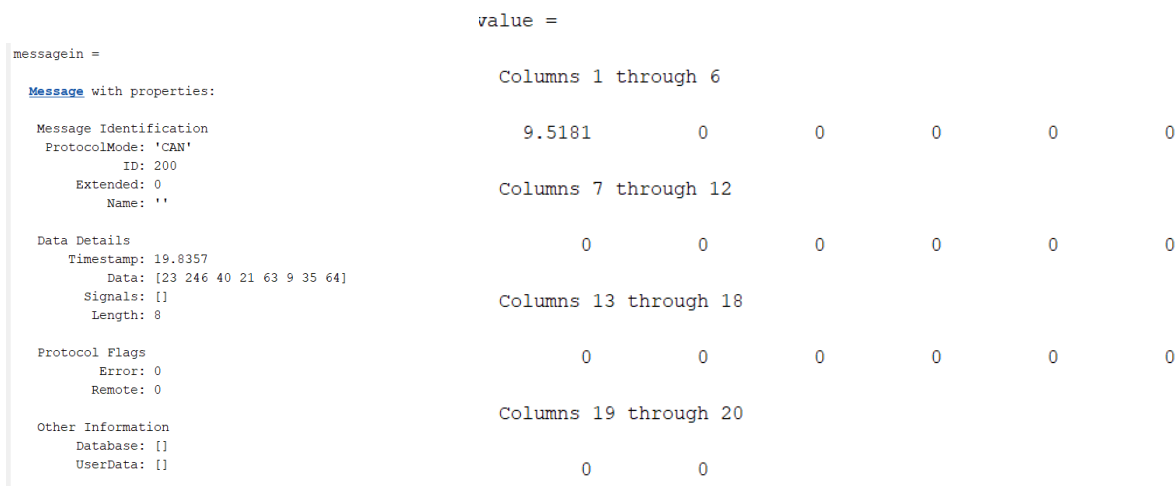 messagein =
Message with properties:
Message Identification
ProtocolMode: 'CAN'
ID: 200
Extended: 0
Name: ''
Data Details
Timestamp: 19.8357
Data: [23 246 40 21 63 9 35 64]
Signals: []
Length: 8
Protocol Flags
Error: 0
Remote: 0
Other Information
Database: []
UserData: []
value =
Columns 1 through 6
9.5181 0 0 0 0 0
Columns 7 through 12
0 0 0 0 0 0
Columns 13 through 18
0 0 0 0 0 0
Columns 19 through 20
0 0